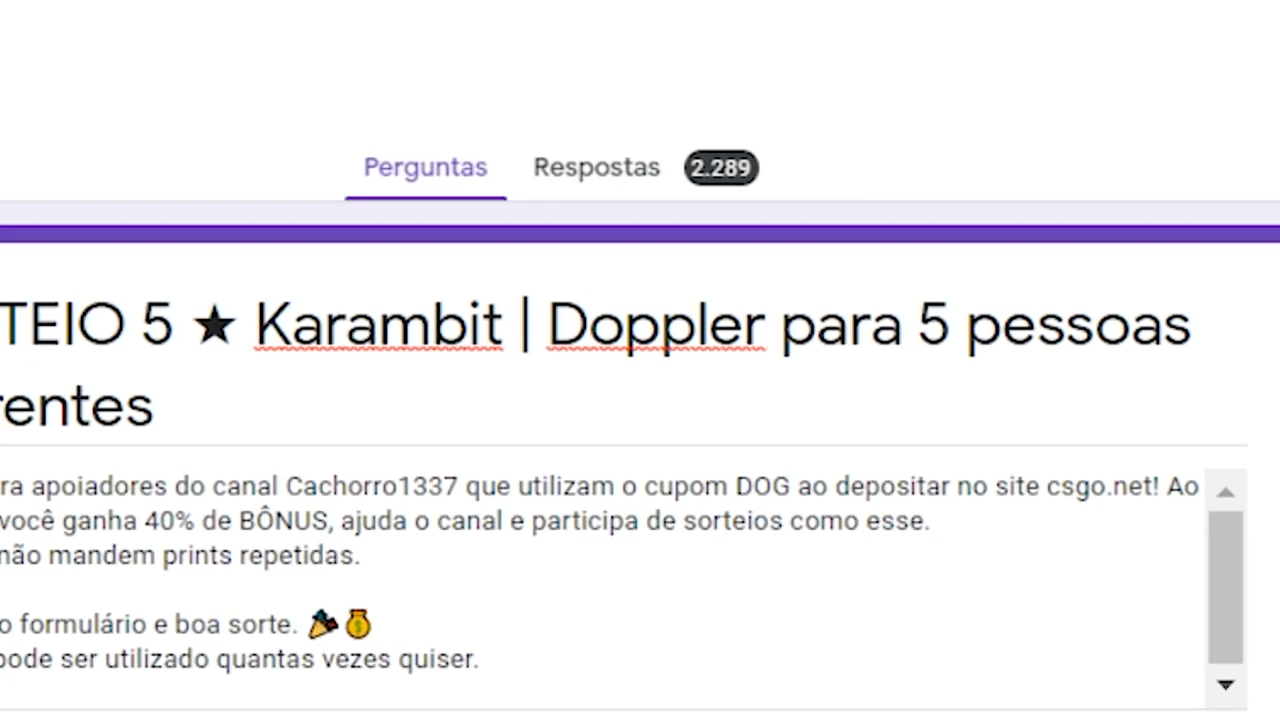 Perguntas Respostas 2.289
TEIO 5 ★ Karambit | Doppler para 5 pessoas
rentes
ra apoiadores do canal Cachorro1337 que utilizam o cupom DOG ao depositar no site csgo.net! Ao
você ganha 40% de BÔNUS, ajuda o canal e participa de sorteios como esse.
não mandem prints repetidas.
o formulário e boa sorte. 🎉💰
pode ser utilizado quantas vezes quiser.